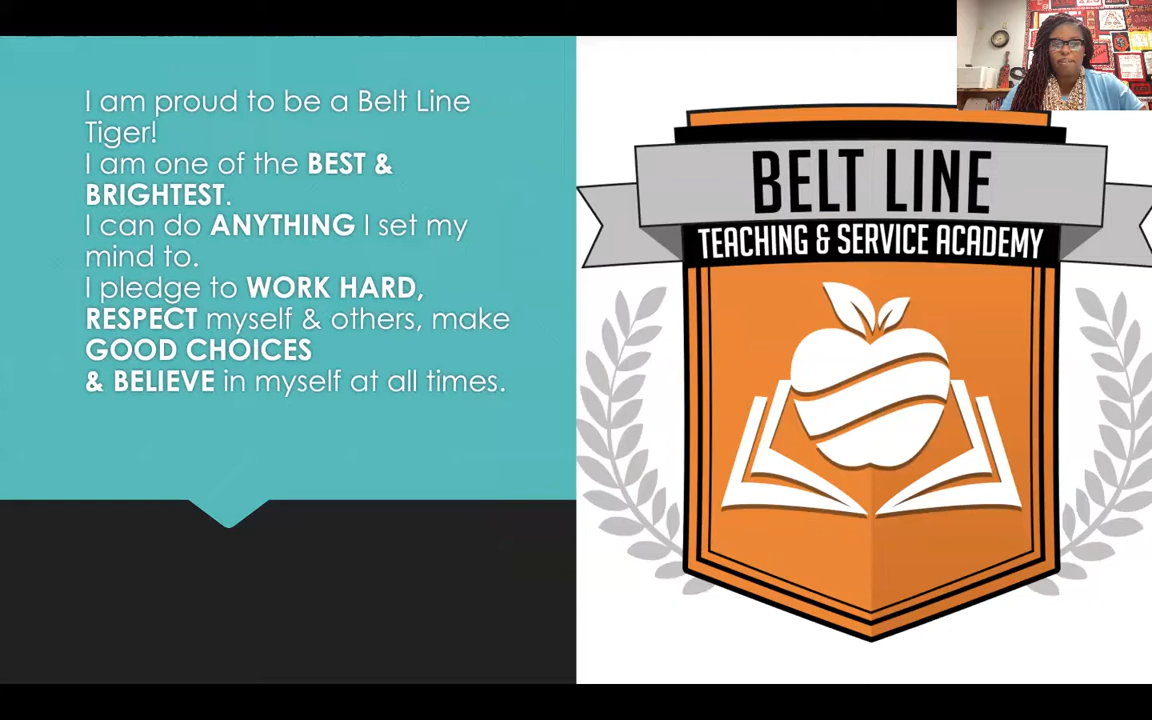 I am proud to be a Belt Line
Tiger!
I am one of the BEST &
BRIGHTEST.
I can do ANYTHING I set my
mind to.
I pledge to WORK HARD,
RESPECT myself & others, make
GOOD CHOICES
& BELIEVE in myself at all times.
BELT LINE
TEACHING & SERVICE ACADEMY